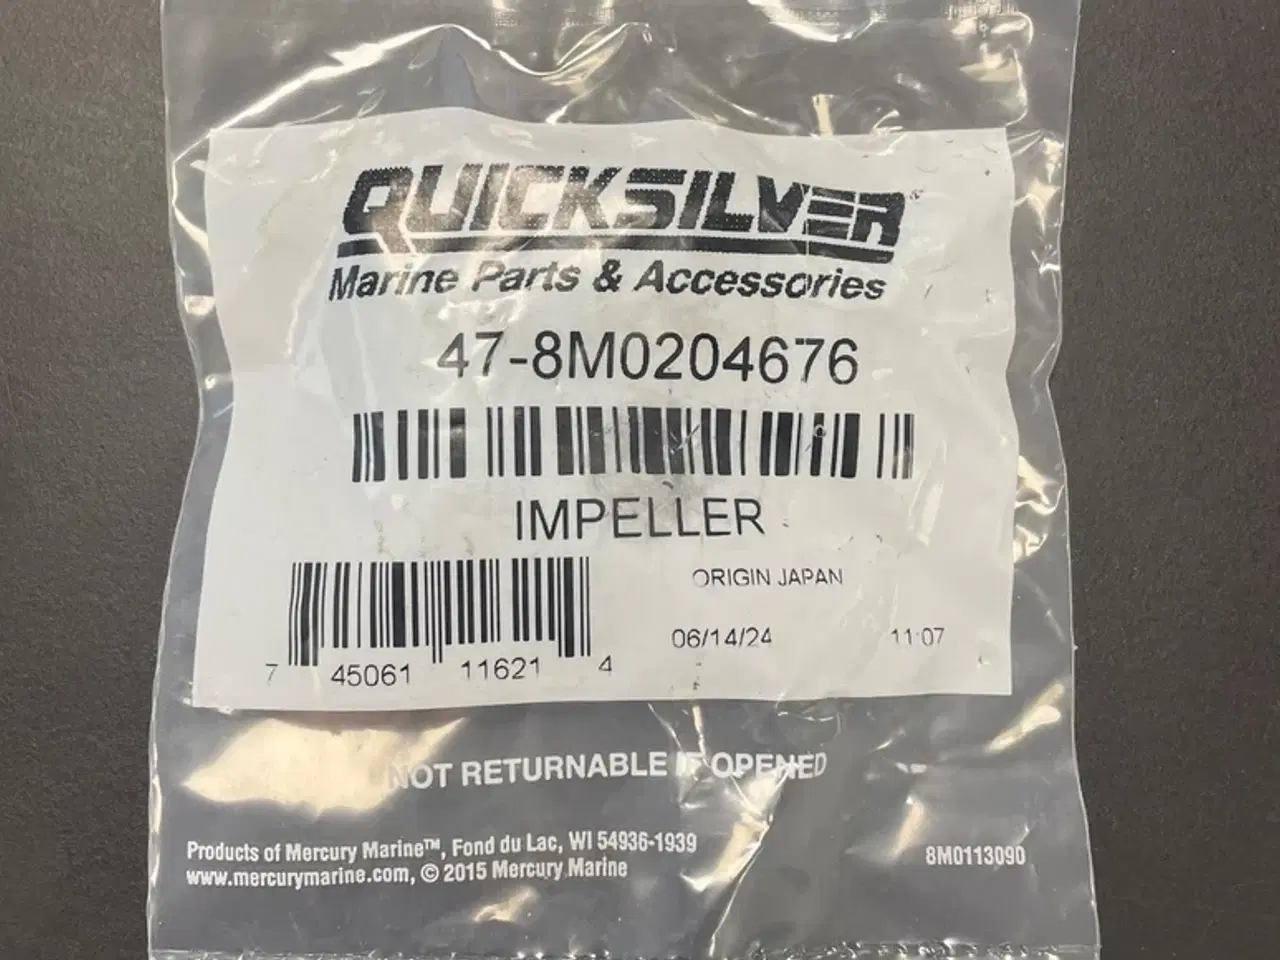 QUICKSILVER®
Marine Parts & Accessories
47-8M0204676
IMPELLER
ORIGIN JAPAN
06/14/24 11:07
7 45061 11621 4
NOT RETURNABLE IF OPENED
Products of Mercury Marine™, Fond du Lac, WI 54936-1939
www.mercurymarine.com, © 2015 Mercury Marine
8M0113090